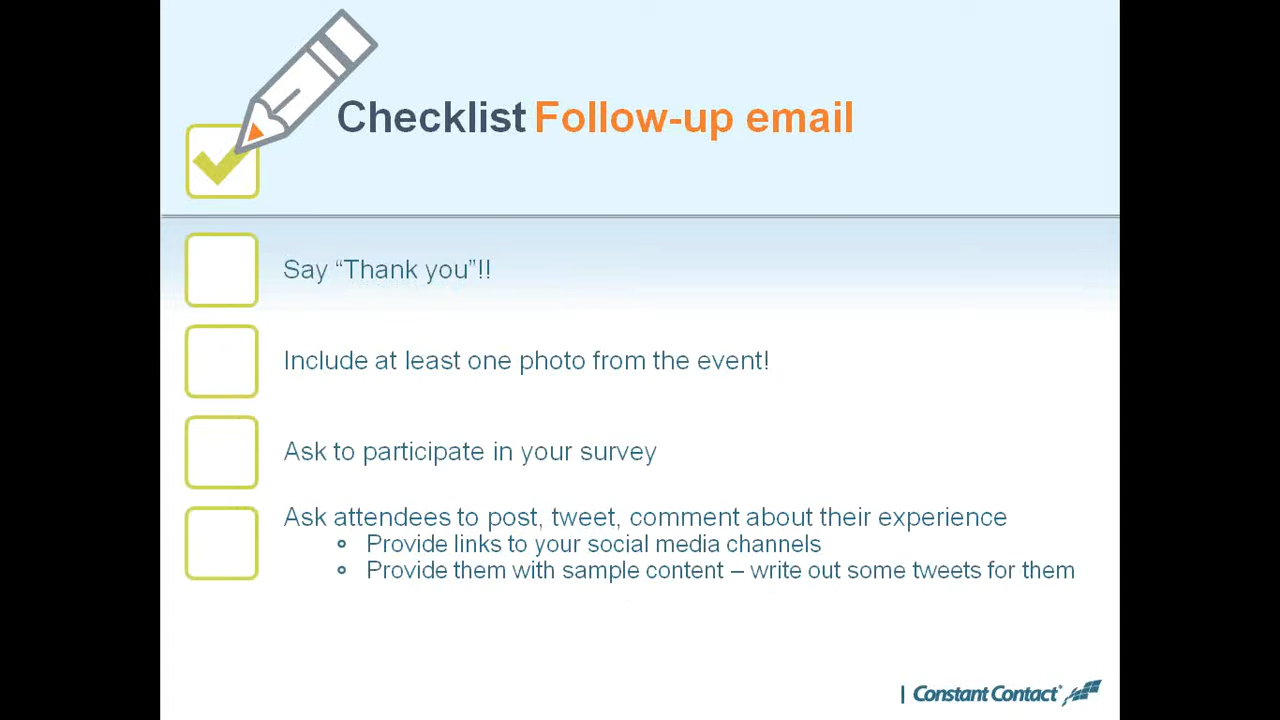 Checklist Follow-up email
Say “Thank you”!!
Include at least one photo from the event!
Ask to participate in your survey
Ask attendees to post, tweet, comment about their experience
Provide links to your social media channels
Provide them with sample content – write out some tweets for them
| Constant Contact®